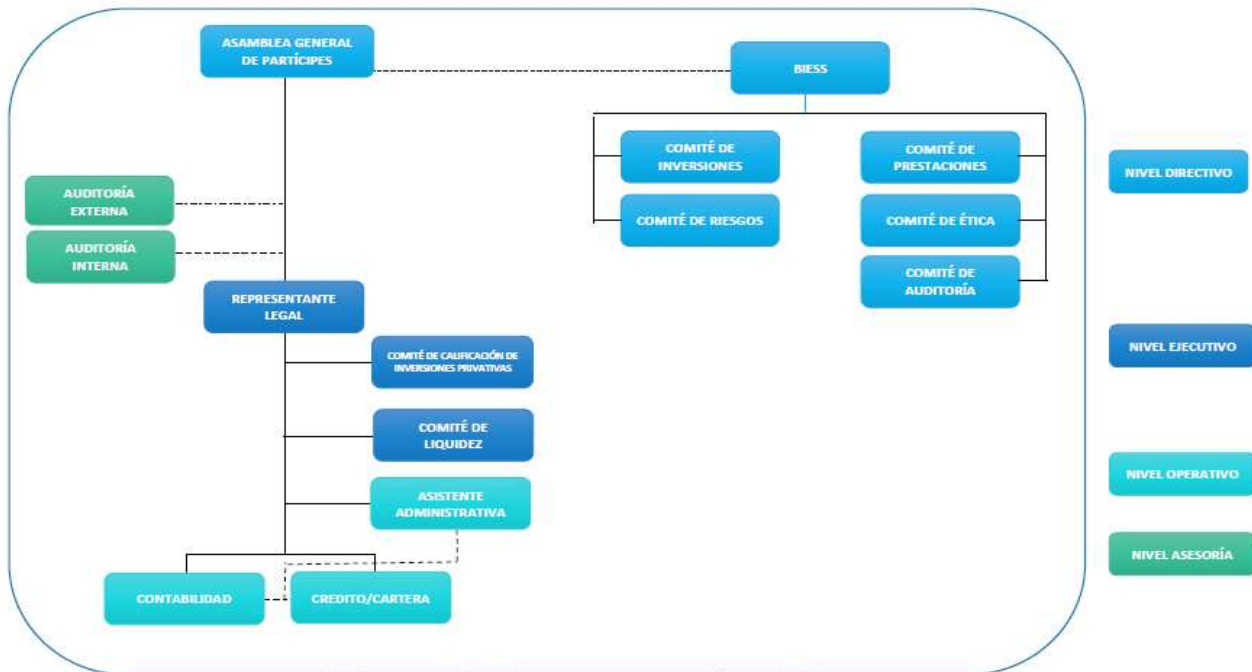 ASAMBLEA GENERAL
DE PARTÍCIPES
BIESS
COMITÉ DE
INVERSIONES
COMITÉ DE
PRESTACIONES
NIVEL DIRECTIVO
AUDITORÍA
EXTERNA
COMITÉ DE RIESGOS
COMITÉ DE ÉTICA
AUDITORÍA
INTERNA
COMITÉ DE
AUDITORÍA
REPRESENTANTE
LEGAL
NIVEL EJECUTIVO
COMITÉ DE CALIFICACIÓN DE
INVERSIONES PRIVATIVAS
COMITÉ DE
LIQUIDEZ
NIVEL OPERATIVO
ASISTENTE
ADMINISTRATIVA
NIVEL ASESORÍA
CONTABILIDAD
CREDITO/CARTERA